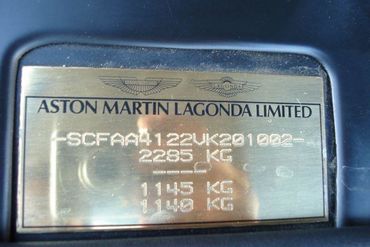 ASTON MARTIN LAGONDA LIMITED
-SCFAA4122VK201002-
2285 KG
----
1145 KG
1140 KG